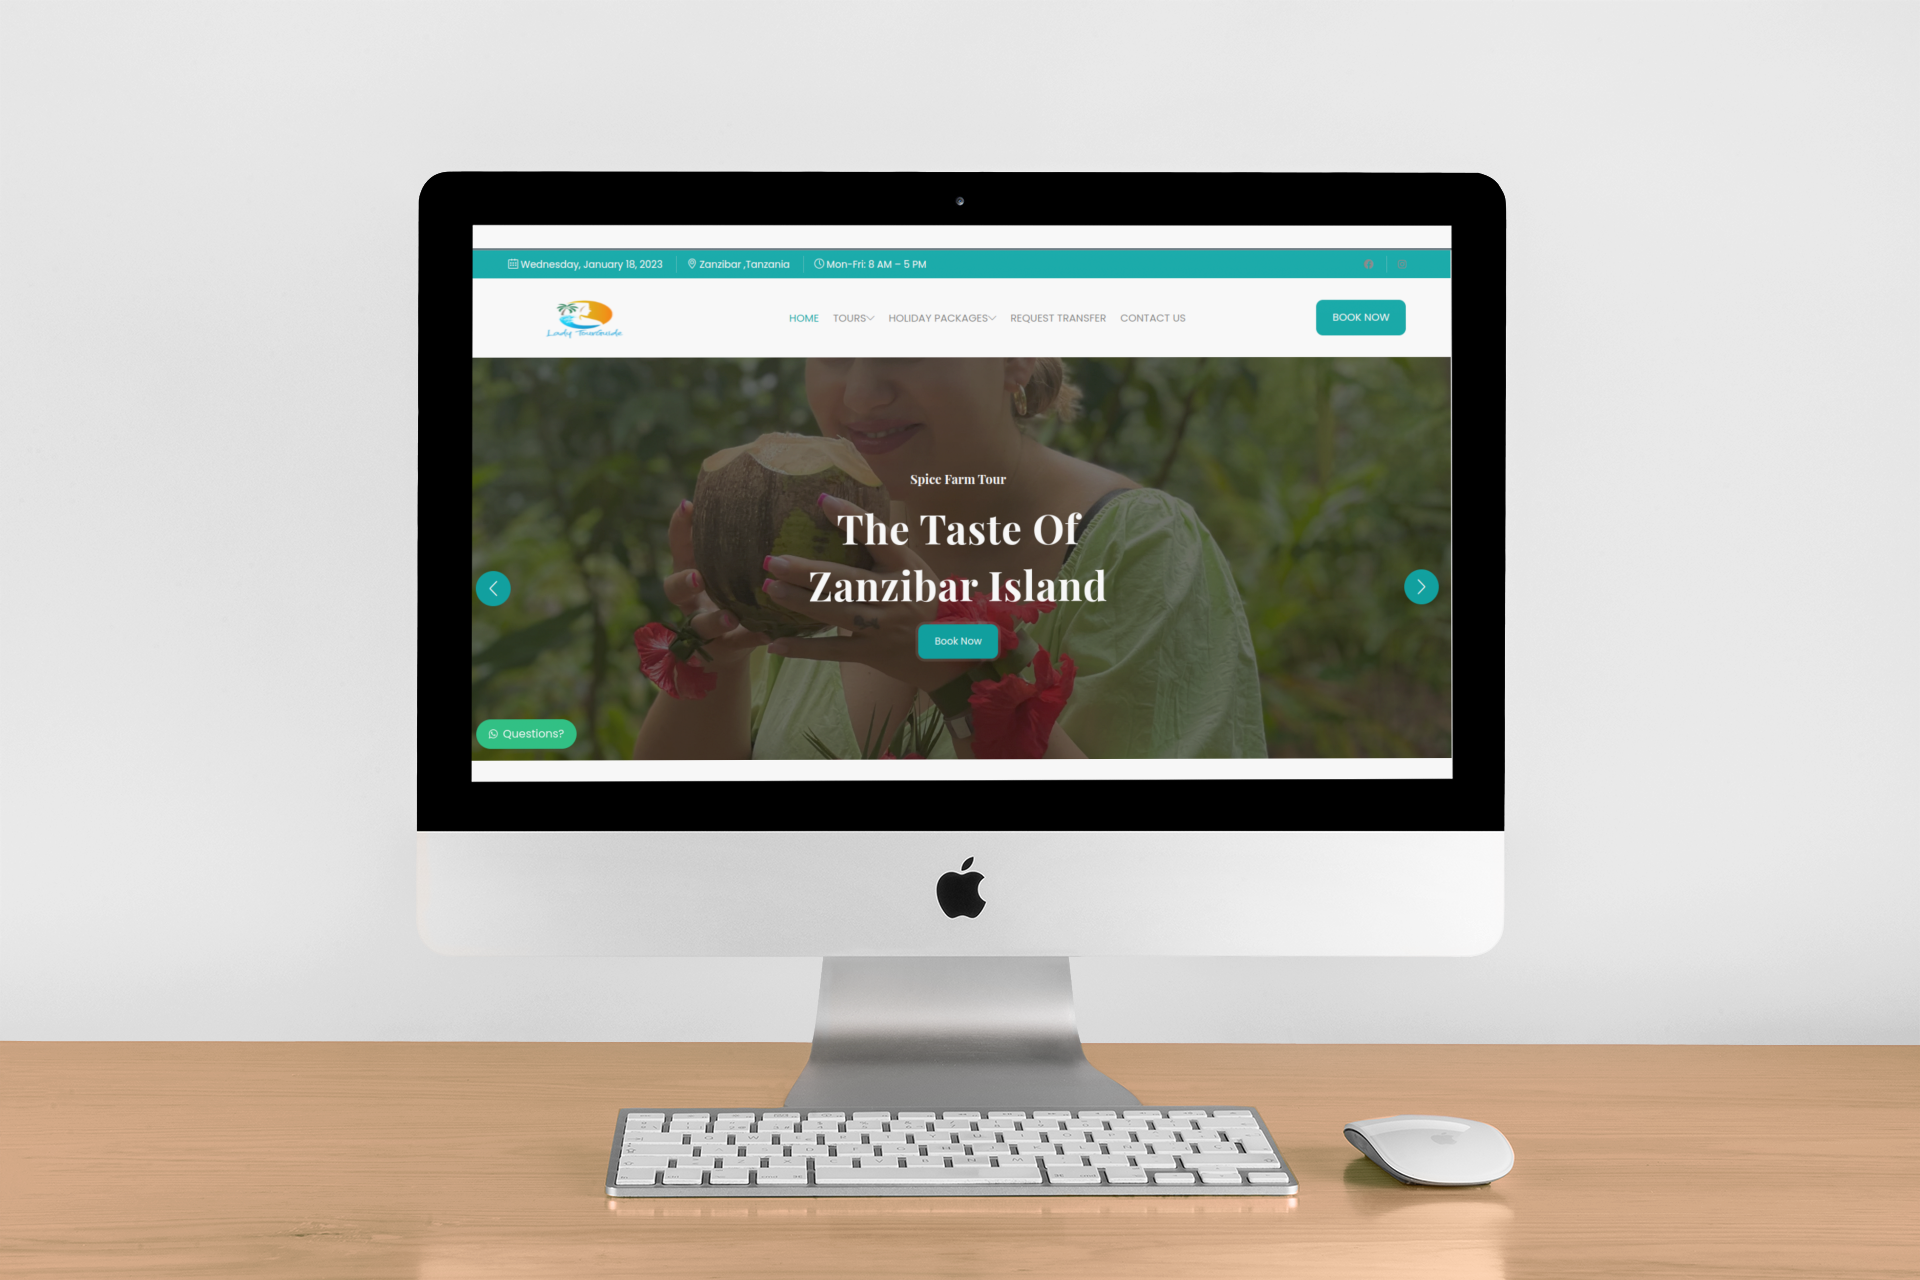 Wednesday, January 18, 2023
Zanzibar ,Tanzania
Mon-Fri: 8 AM – 5 PM
Lady Tourguide
HOME
TOURS
HOLIDAY PACKAGES
REQUEST TRANSFER
CONTACT US
BOOK NOW
Spice Farm Tour
The Taste Of
Zanzibar Island
Book Now
Questions?